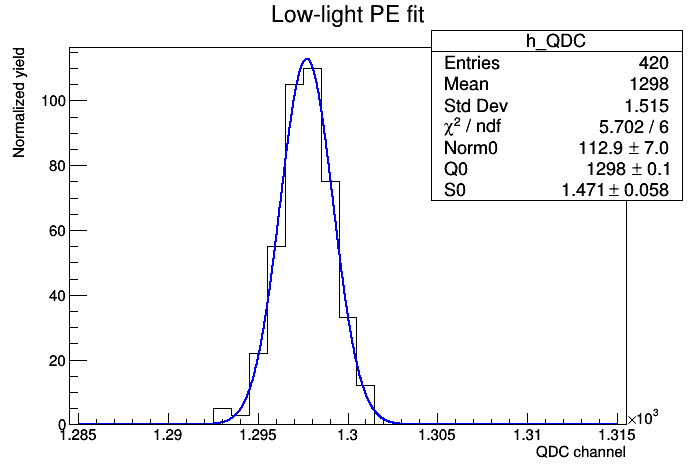 Low-light PE fit
h_QDC
Entries 420
Mean 1298
Std Dev 1.515
χ² / ndf 5.702 / 6
Norm0 112.9 ± 7.0
Q0 1298 ± 0.1
S0 1.471 ± 0.058
Normalized yield
100
80
60
40
20
0
1.285 1.29 1.295 1.3 1.305 1.31 1.315
×10³
QDC channel